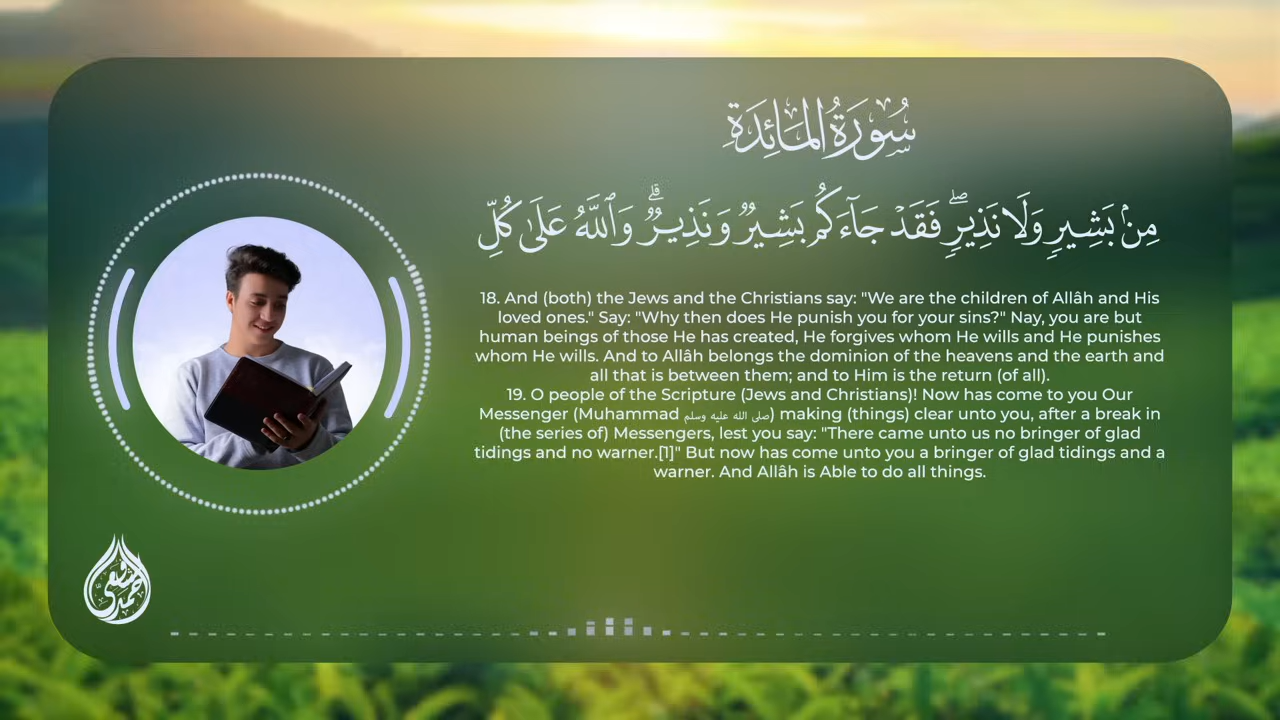 سُورَةُ المَائِدَةِ
مِنۢ بَشِيرٍ وَلَا نَذِيرٍۖ فَقَدْ جَآءَكُم بَشِيرٌ وَنَذِيرٌۗ وَٱللَّهُ عَلَىٰ كُلِّ
18. And (both) the Jews and the Christians say: "We are the children of Allâh and His
loved ones." Say: "Why then does He punish you for your sins?" Nay, you are but
human beings of those He has created, He forgives whom He wills and He punishes
whom He wills. And to Allâh belongs the dominion of the heavens and the earth and
all that is between them; and to Him is the return (of all).
19. O people of the Scripture (Jews and Christians)! Now has come to you Our
Messenger (Muhammad صلى الله عليه وسلم) making (things) clear unto you, after a break in
(the series of) Messengers, lest you say: "There came unto us no bringer of glad
tidings and no warner.[1]" But now has come unto you a bringer of glad tidings and a
warner. And Allâh is Able to do all things.